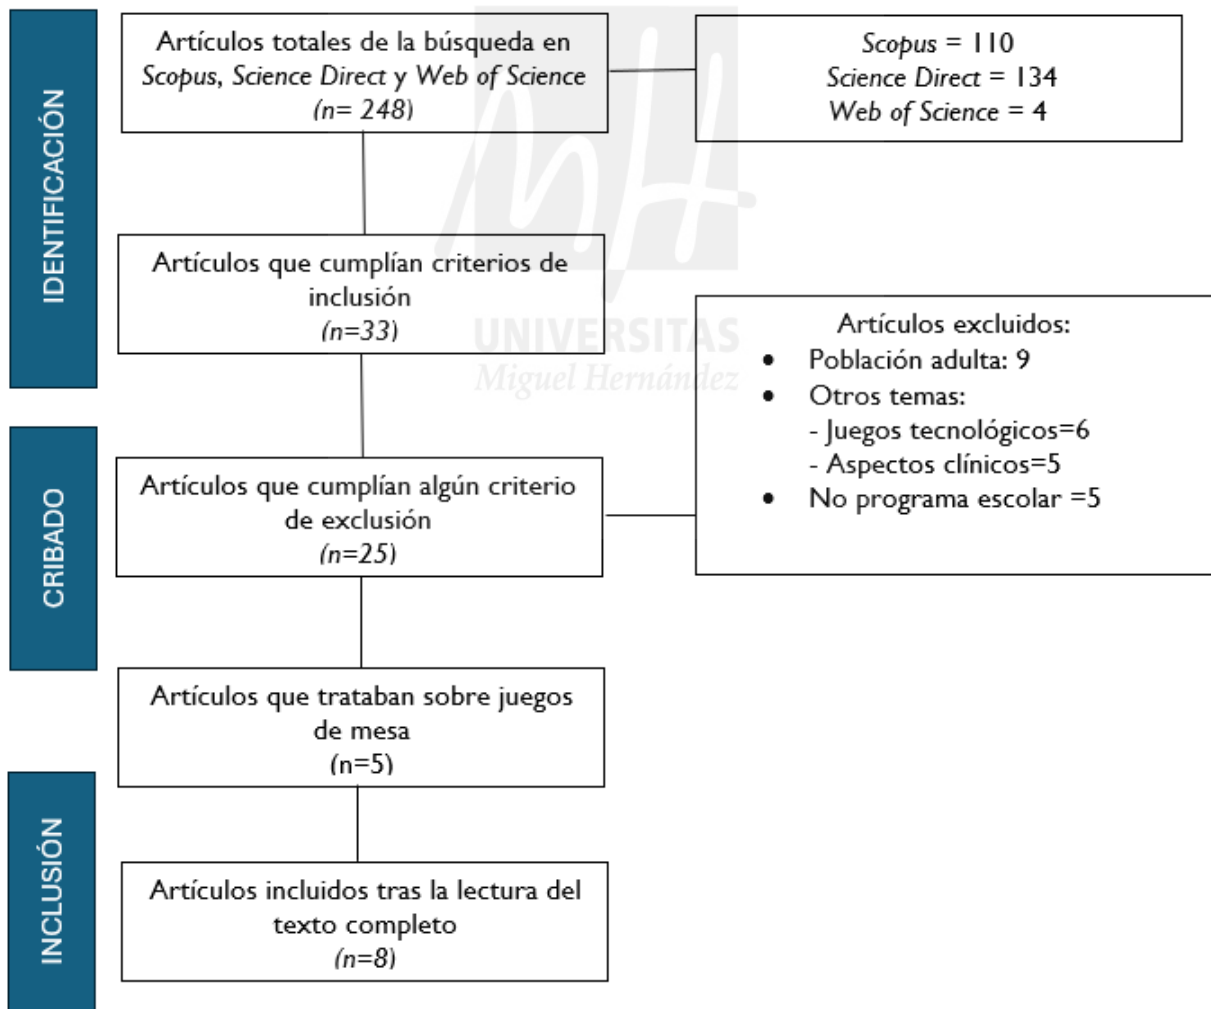 IDENTIFICACIÓN
Artículos totales de la búsqueda en
Scopus, Science Direct y Web of Science
(n= 248)
Scopus = 110
Science Direct = 134
Web of Science = 4
Artículos que cumplían criterios de
inclusión
(n=33)
UNIVERSITAS
Miguel Hernández
CRIBADO
Artículos que cumplían algún criterio
de exclusión
(n=25)
Artículos excluidos:
• Población adulta: 9
• Otros temas:
- Juegos tecnológicos=6
- Aspectos clínicos=5
• No programa escolar =5
Artículos que trataban sobre juegos
de mesa
(n=5)
INCLUSIÓN
Artículos incluidos tras la lectura del
texto completo
(n=8)